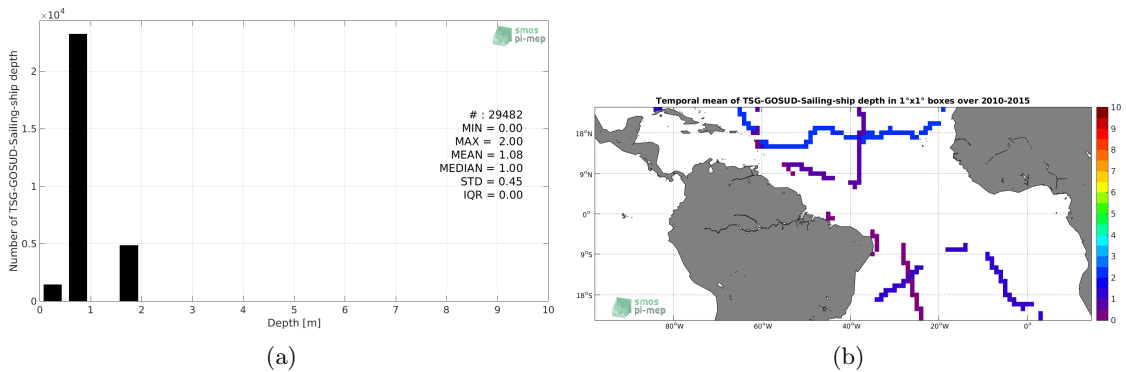 ×10⁴
2
1.5
1
0.5
0
Number of TSG-GOSUD-Sailing-ship depth
smos
pi-mep
# : 29482
MIN = 0.00
MAX = 2.00
MEAN = 1.08
MEDIAN = 1.00
STD = 0.45
IQR = 0.00
0 1 2 3 4 5 6 7 8 9 10
Depth [m]
(a)
Temporal mean of TSG-GOSUD-Sailing-ship depth in 1°x1° boxes over 2010-2015
18°N
9°N
0°
9°S
18°S
80°W 60°W 40°W 20°W 0°
smos
pi-mep
10
9
8
7
6
5
4
3
2
1
0
(b)